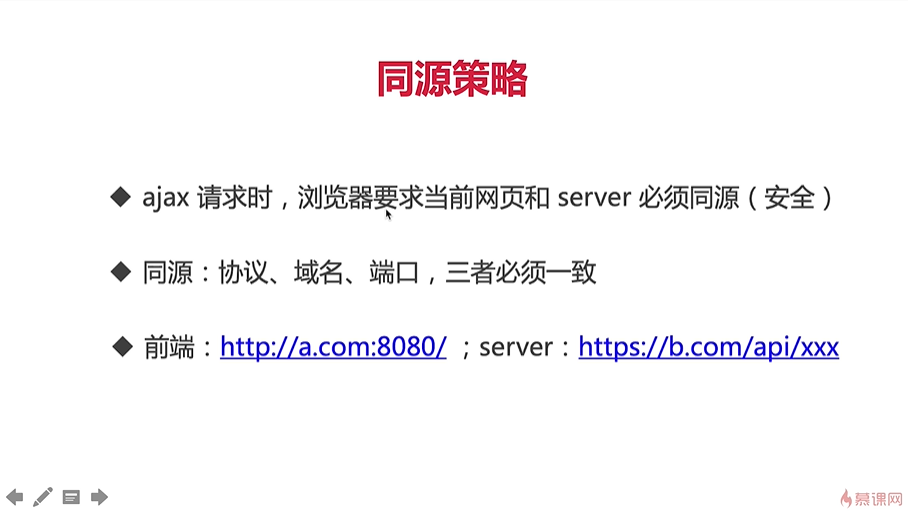 同源策略
◆ ajax 请求时，浏览器要求当前网页和 server 必须同源（安全）
◆ 同源：协议、域名、端口，三者必须一致
◆ 前端：http://a.com:8080/ ；server：https://b.com/api/xxx
慕课网